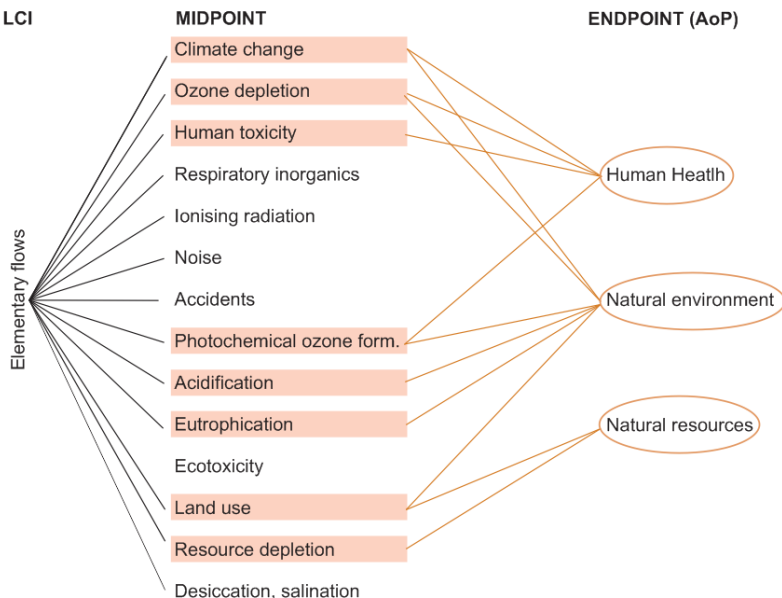 LCI
MIDPOINT
ENDPOINT (AoP)
Elementary flows
Climate change
Ozone depletion
Human toxicity
Respiratory inorganics
Ionising radiation
Noise
Accidents
Photochemical ozone form.
Acidification
Eutrophication
Ecotoxicity
Land use
Resource depletion
Desiccation, salination
Human Heatlh
Natural environment
Natural resources